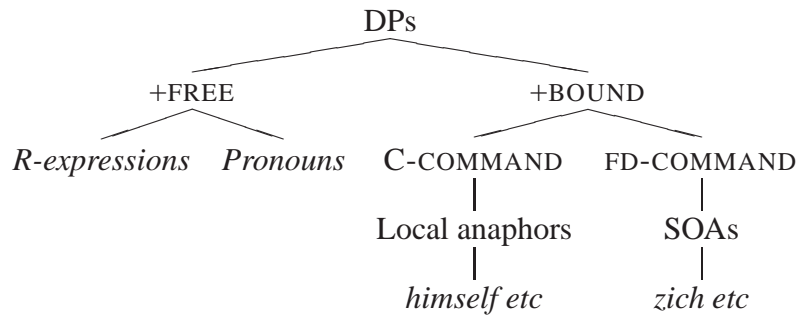 DPs
+FREE +BOUND
R-expressions Pronouns C-COMMAND FD-COMMAND
Local anaphors SOAs
himself etc zich etc